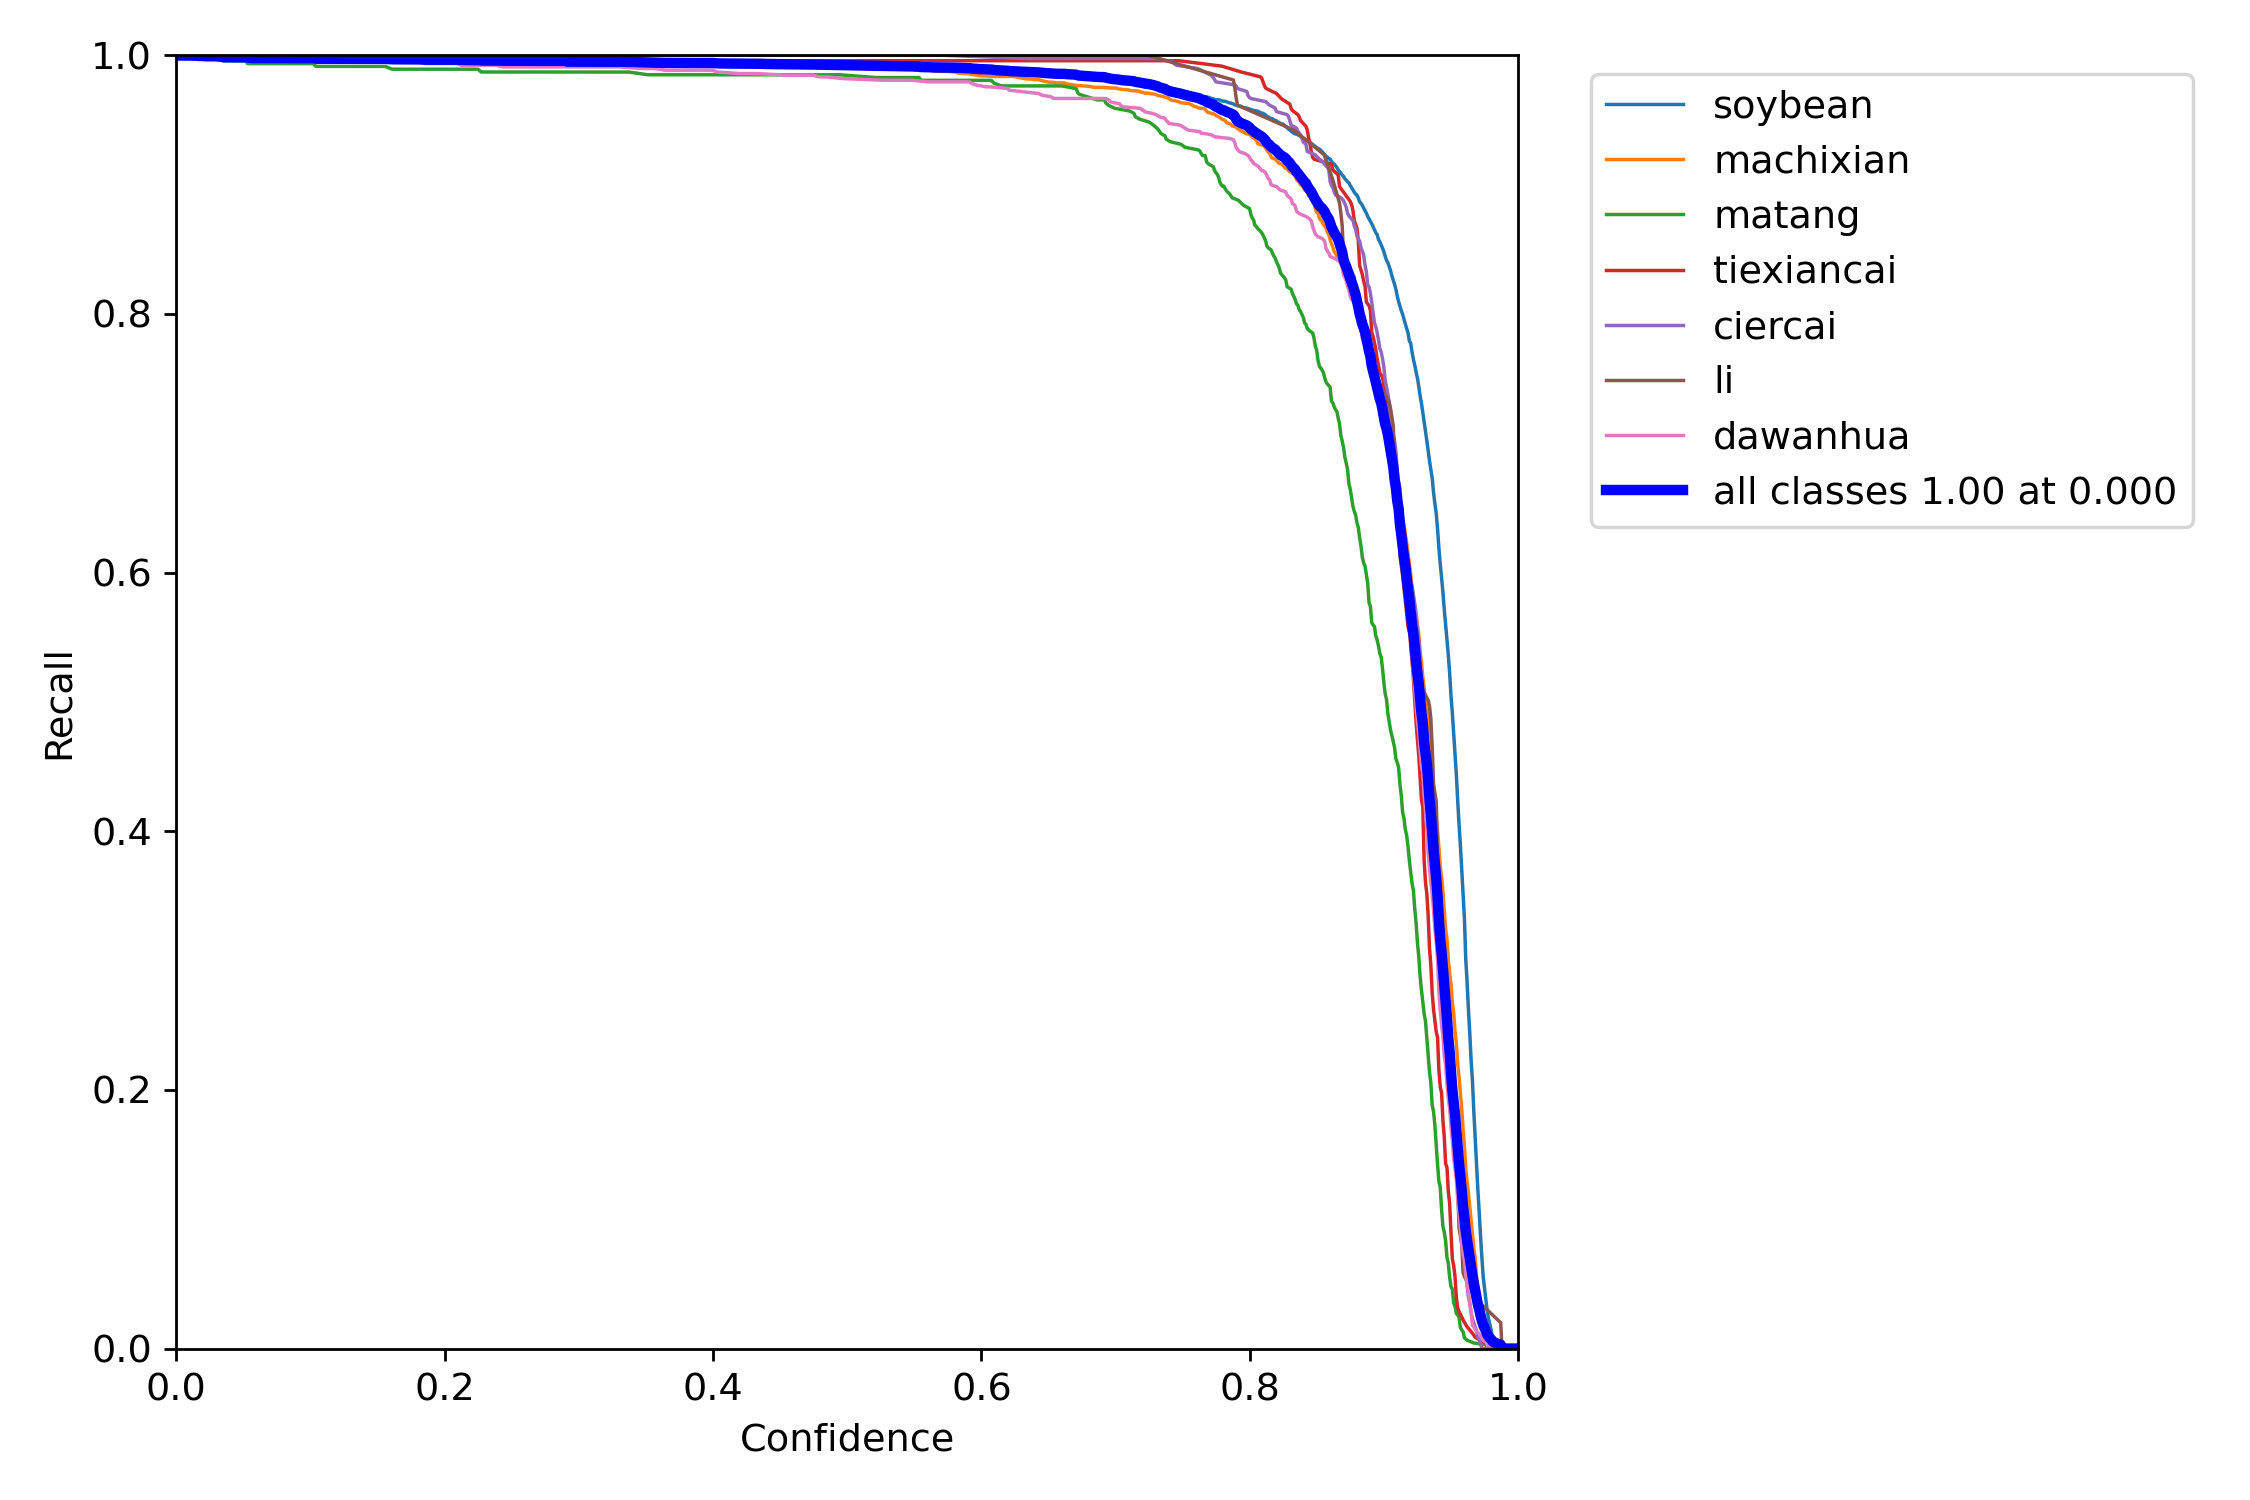 1.0
0.8
0.6
0.4
0.2
0.0
Recall
0.0 0.2 0.4 0.6 0.8 1.0
Confidence
soybean
machixian
matang
tiexiancai
ciercai
li
dawanhua
all classes 1.00 at 0.000